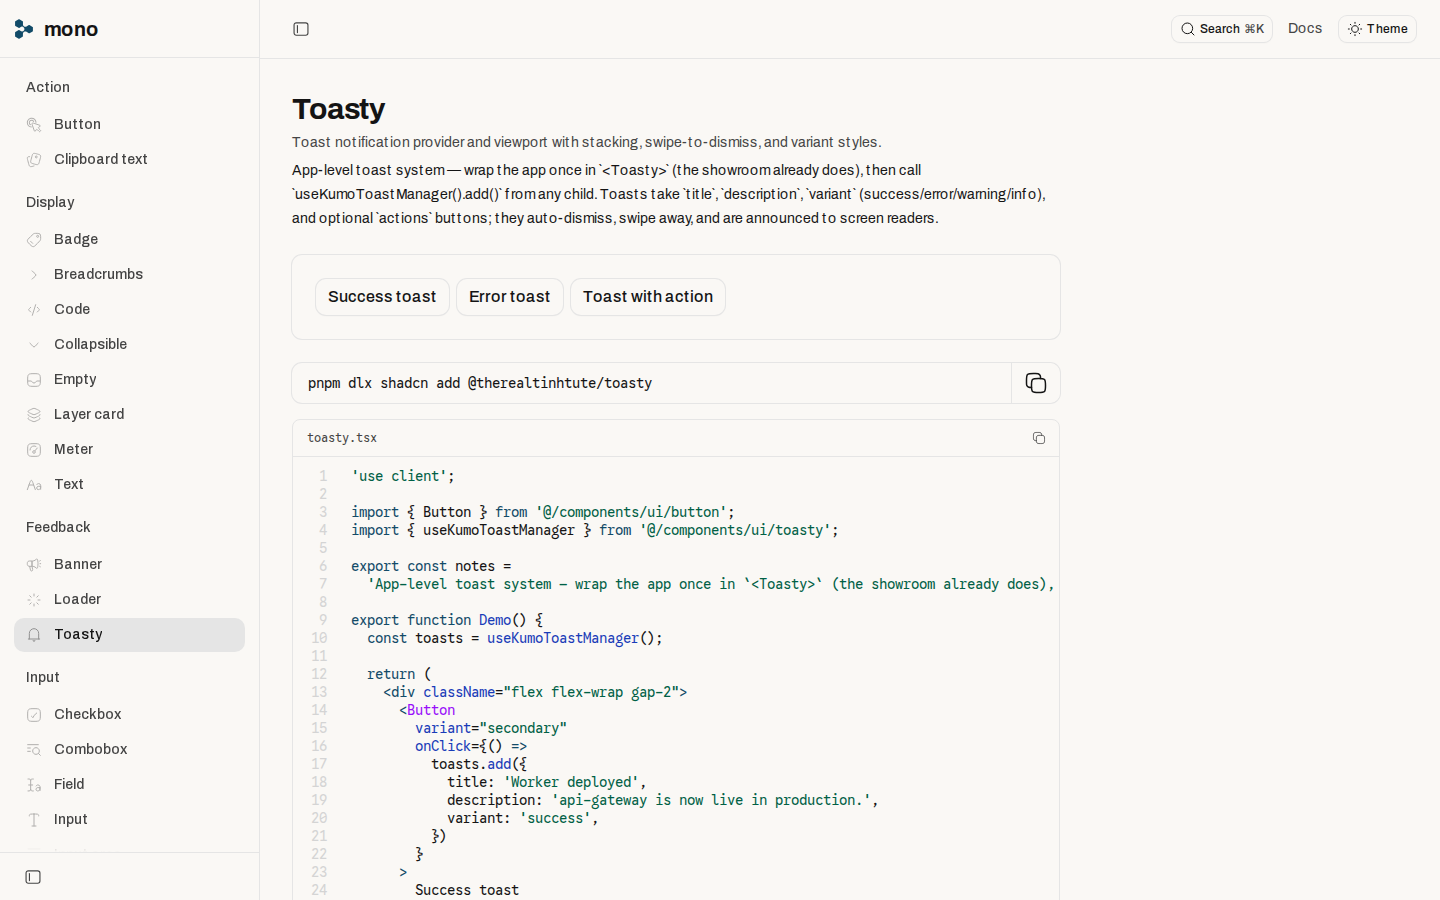 mono
Search ⌘K
Docs
Theme
Action
Button
Clipboard text
Display
Badge
Breadcrumbs
Code
Collapsible
Empty
Layer card
Meter
Text
Feedback
Banner
Loader
Toasty
Input
Checkbox
Combobox
Field
Input
Toasty
Toast notification provider and viewport with stacking, swipe-to-dismiss, and variant styles.
App-level toast system — wrap the app once in `<Toasty>` (the showroom already does), then call
`useKumoToastManager().add()` from any child. Toasts take `title`, `description`, `variant` (success/error/warning/info),
and optional `actions` buttons; they auto-dismiss, swipe away, and are announced to screen readers.
Success toast
Error toast
Toast with action
pnpm dlx shadcn add @therealtinhtute/toasty
toasty.tsx
1 'use client';
2
3 import { Button } from '@/components/ui/button';
4 import { useKumoToastManager } from '@/components/ui/toasty';
5
6 export const notes =
7 'App-level toast system — wrap the app once in `<Toasty>` (the showroom already does),
8
9 export function Demo() {
10 const toasts = useKumoToastManager();
11
12 return (
13 <div className="flex flex-wrap gap-2">
14 <Button
15 variant="secondary"
16 onClick={() =>
17 toasts.add({
18 title: 'Worker deployed',
19 description: 'api-gateway is now live in production.',
20 variant: 'success',
21 })
22 }
23 >
24 Success toast